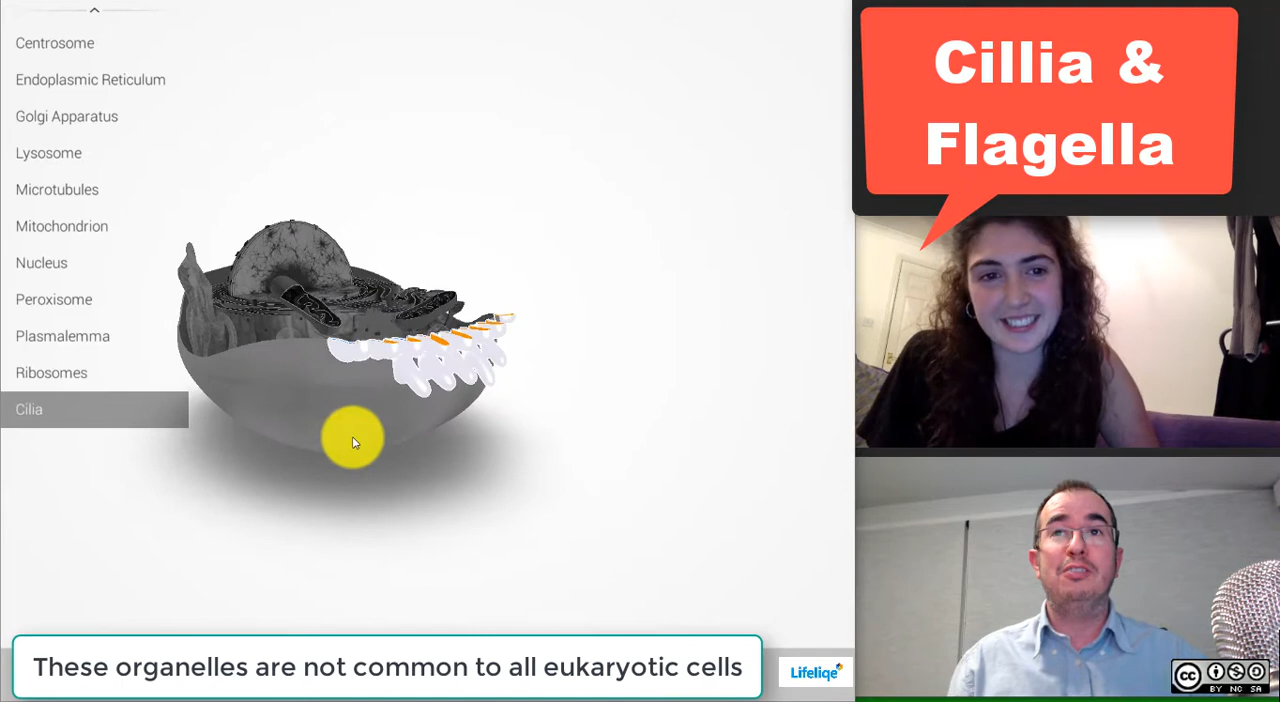 Centrosome
Endoplasmic Reticulum
Golgi Apparatus
Lysosome
Microtubules
Mitochondrion
Nucleus
Peroxisome
Plasmalemma
Ribosomes
Cilia
Cillia &
Flagella
These organelles are not common to all eukaryotic cells
Lifeliqe
cc
BY NC SA